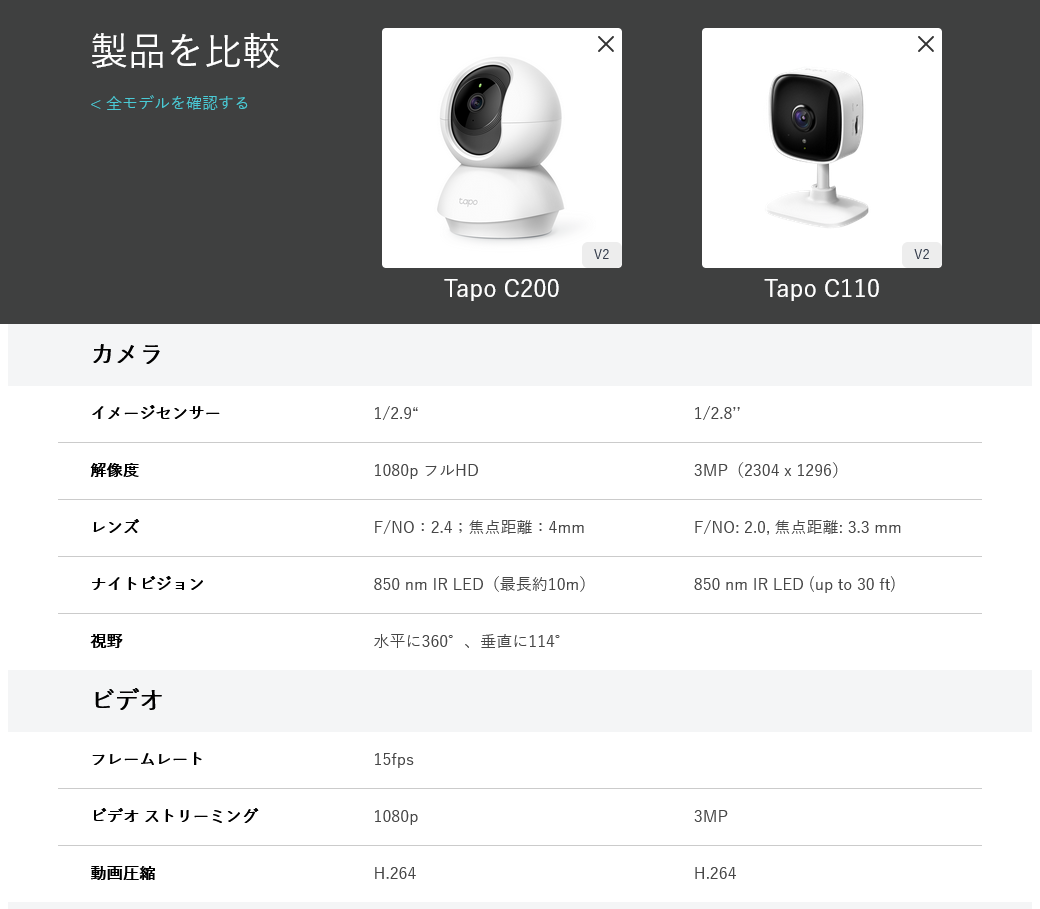 製品を比較
< 全モデルを確認する
tapo
V2
V2
Tapo C200
Tapo C110
カメラ
イメージセンサー 1/2.9“ 1/2.8’’
解像度 1080p フルHD 3MP（2304 x 1296）
レンズ F/NO：2.4；焦点距離：4mm F/NO: 2.0, 焦点距離: 3.3 mm
ナイトビジョン 850 nm IR LED（最長約10m） 850 nm IR LED (up to 30 ft)
視野 水平に360°、垂直に114°
ビデオ
フレームレート 15fps
ビデオ ストリーミング 1080p 3MP
動画圧縮 H.264 H.264